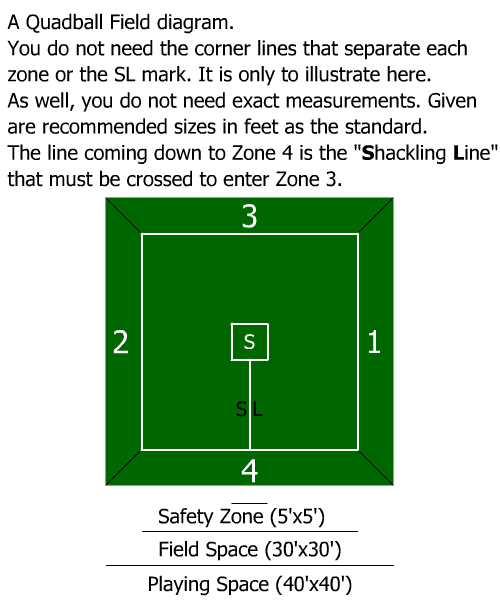 A Quadball Field diagram.
You do not need the corner lines that separate each
zone or the SL mark. It is only to illustrate here.
As well, you do not need exact measurements. Given
are recommended sizes in feet as the standard.
The line coming down to Zone 4 is the "Shackling Line"
that must be crossed to enter Zone 3.
3
2
S
1
SL
4
Safety Zone (5'x5')
Field Space (30'x30')
Playing Space (40'x40')